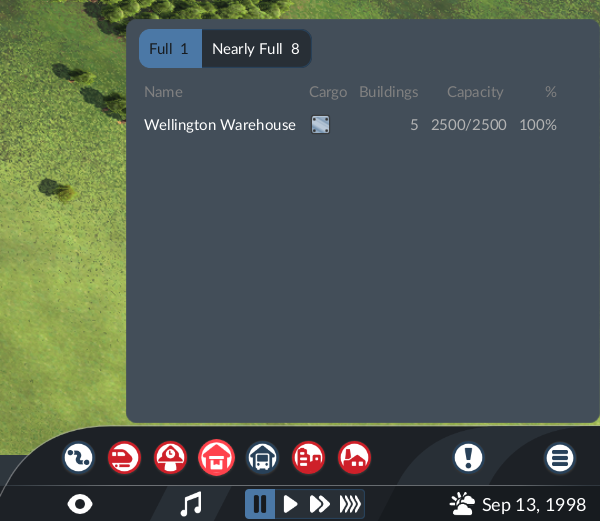 Full 1 Nearly Full 8
Name Cargo Buildings Capacity %
Wellington Warehouse 5 2500/2500 100%
Sep 13, 1998